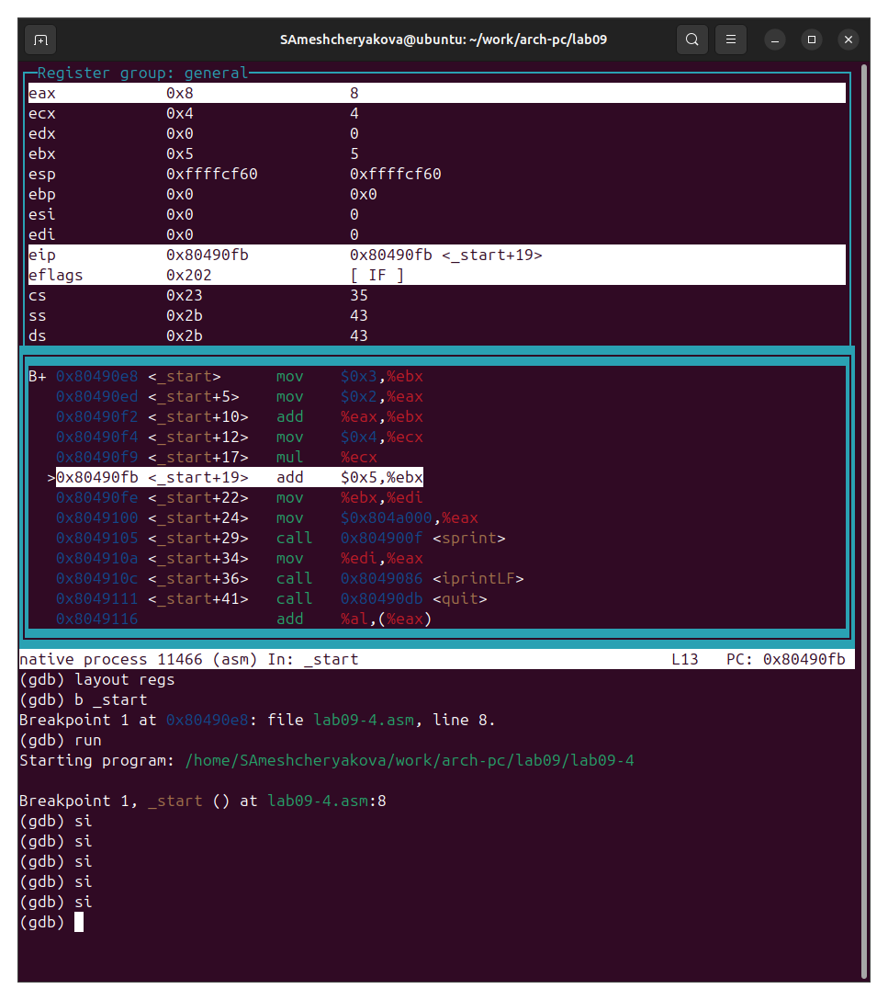 SAmeshcheryakova@ubuntu: ~/work/arch-pc/lab09
Register group: general
eax 0x8 8
ecx 0x4 4
edx 0x0 0
ebx 0x5 5
esp 0xffffcf60 0xffffcf60
ebp 0x0 0x0
esi 0x0 0
edi 0x0 0
eip 0x80490fb 0x80490fb <_start+19>
eflags 0x202 [ IF ]
cs 0x23 35
ss 0x2b 43
ds 0x2b 43
B+ 0x80490e8 <_start> mov $0x3,%ebx
0x80490ed <_start+5> mov $0x2,%eax
0x80490f2 <_start+10> add %eax,%ebx
0x80490f4 <_start+12> mov $0x4,%ecx
0x80490f9 <_start+17> mul %ecx
>0x80490fb <_start+19> add $0x5,%ebx
0x80490fe <_start+22> mov %ebx,%edi
0x8049100 <_start+24> mov $0x804a000,%eax
0x8049105 <_start+29> call 0x804900f <sprint>
0x804910a <_start+34> mov %edi,%eax
0x804910c <_start+36> call 0x8049086 <iprintLF>
0x8049111 <_start+41> call 0x80490db <quit>
0x8049116 add %al,(%eax)
native process 11466 (asm) In: _start L13 PC: 0x80490fb
(gdb) layout regs
(gdb) b _start
Breakpoint 1 at 0x80490e8: file lab09-4.asm, line 8.
(gdb) run
Starting program: /home/SAmeshcheryakova/work/arch-pc/lab09/lab09-4
Breakpoint 1, _start () at lab09-4.asm:8
(gdb) si
(gdb) si
(gdb) si
(gdb) si
(gdb) si
(gdb)